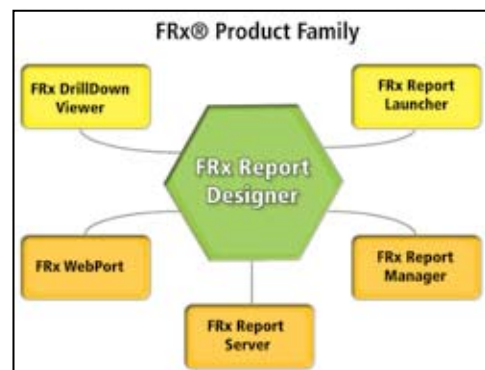 FRx® Product Family
FRx DrillDown
Viewer
FRx Report
Launcher
FRx Report
Designer
FRx WebPort
FRx Report
Manager
FRx Report
Server